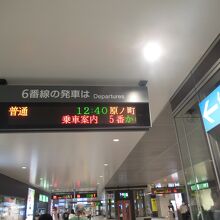 6番線の発車は Departures
普通 12:40 原ノ町
乗車案内 5番か